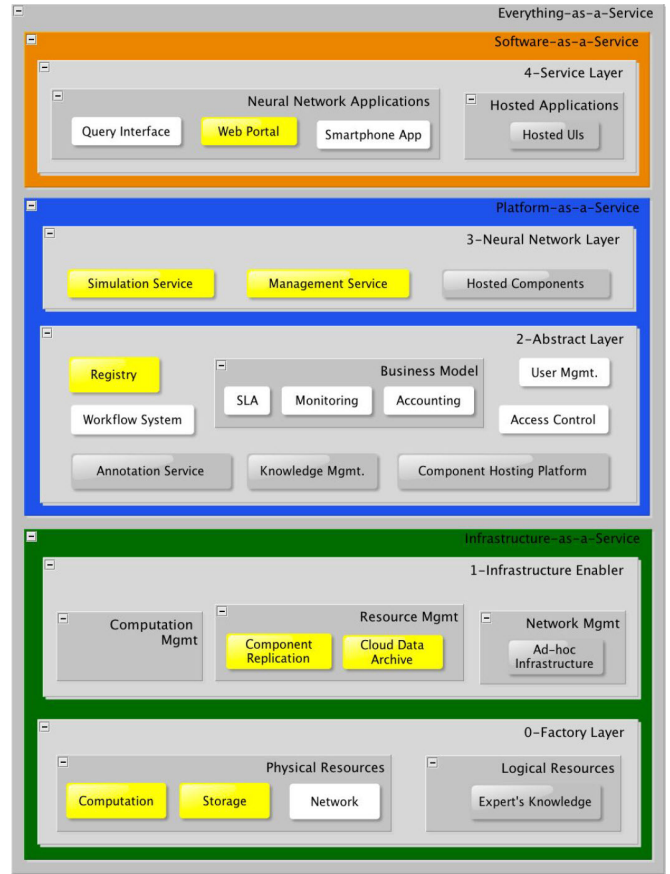 Everything-as-a-Service
Software-as-a-Service
4-Service Layer
Neural Network Applications
Query Interface
Web Portal
Smartphone App
Hosted Applications
Hosted UIs
Platform-as-a-Service
3-Neural Network Layer
Simulation Service
Management Service
Hosted Components
2-Abstract Layer
Registry
Workflow System
Business Model
SLA
Monitoring
Accounting
User Mgmt.
Access Control
Annotation Service
Knowledge Mgmt.
Component Hosting Platform
Infrastructure-as-a-Service
1-Infrastructure Enabler
Computation
Mgmt
Resource Mgmt
Component
Replication
Cloud Data
Archive
Network Mgmt
Ad-hoc
Infrastructure
0-Factory Layer
Physical Resources
Computation
Storage
Network
Logical Resources
Expert's Knowledge